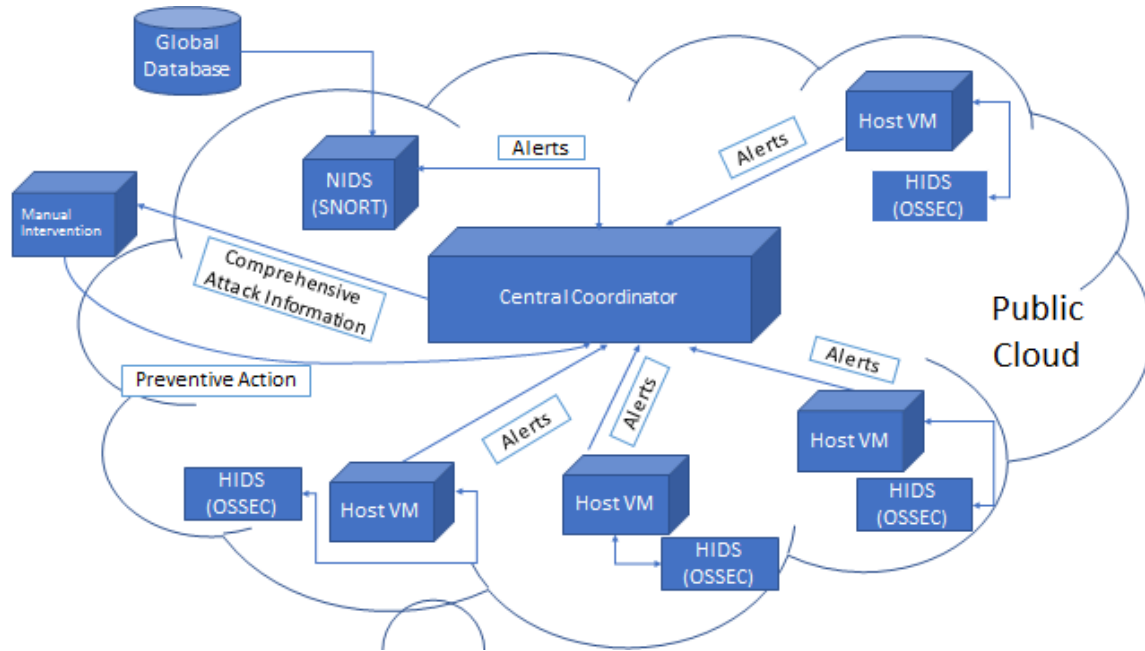 Global
Database
Host VM
Alerts
Alerts
NIDS
(SNORT)
HIDS
(OSSEC)
Manual
Intervention
Comprehensive
Attack Information
Central Coordinator
Public
Cloud
Preventive Action
Alerts
Alerts
Alerts
Host VM
HIDS
(OSSEC)
Host VM
Host VM
HIDS
(OSSEC)
HIDS
(OSSEC)